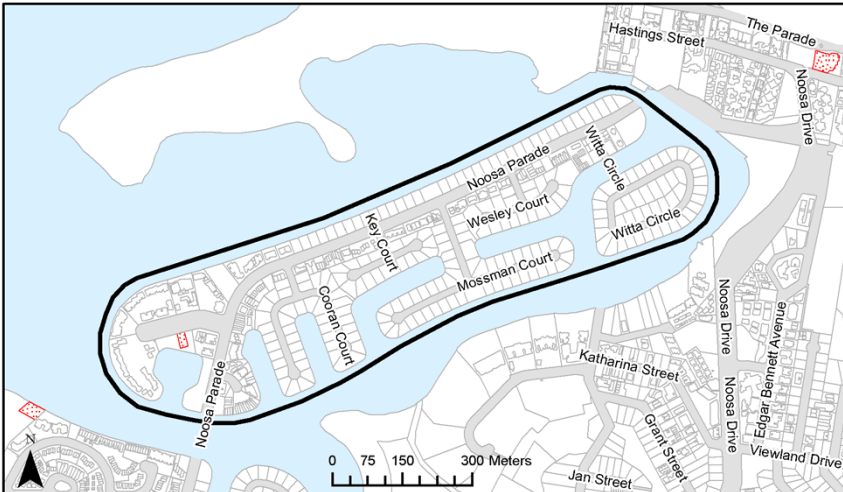 The Parade
Hastings Street
Noosa Drive
Noosa Parade
Witta Circle
Wesley Court
Key Court
Witta Circle
Mossman Court
Cooran Court
Noosa Drive
Edgar Bennett Avenue
Katharina Street
Noosa Parade
Noosa Drive
Grant Street
Viewland Drive
N
0 75 150 300 Meters
Jan Street